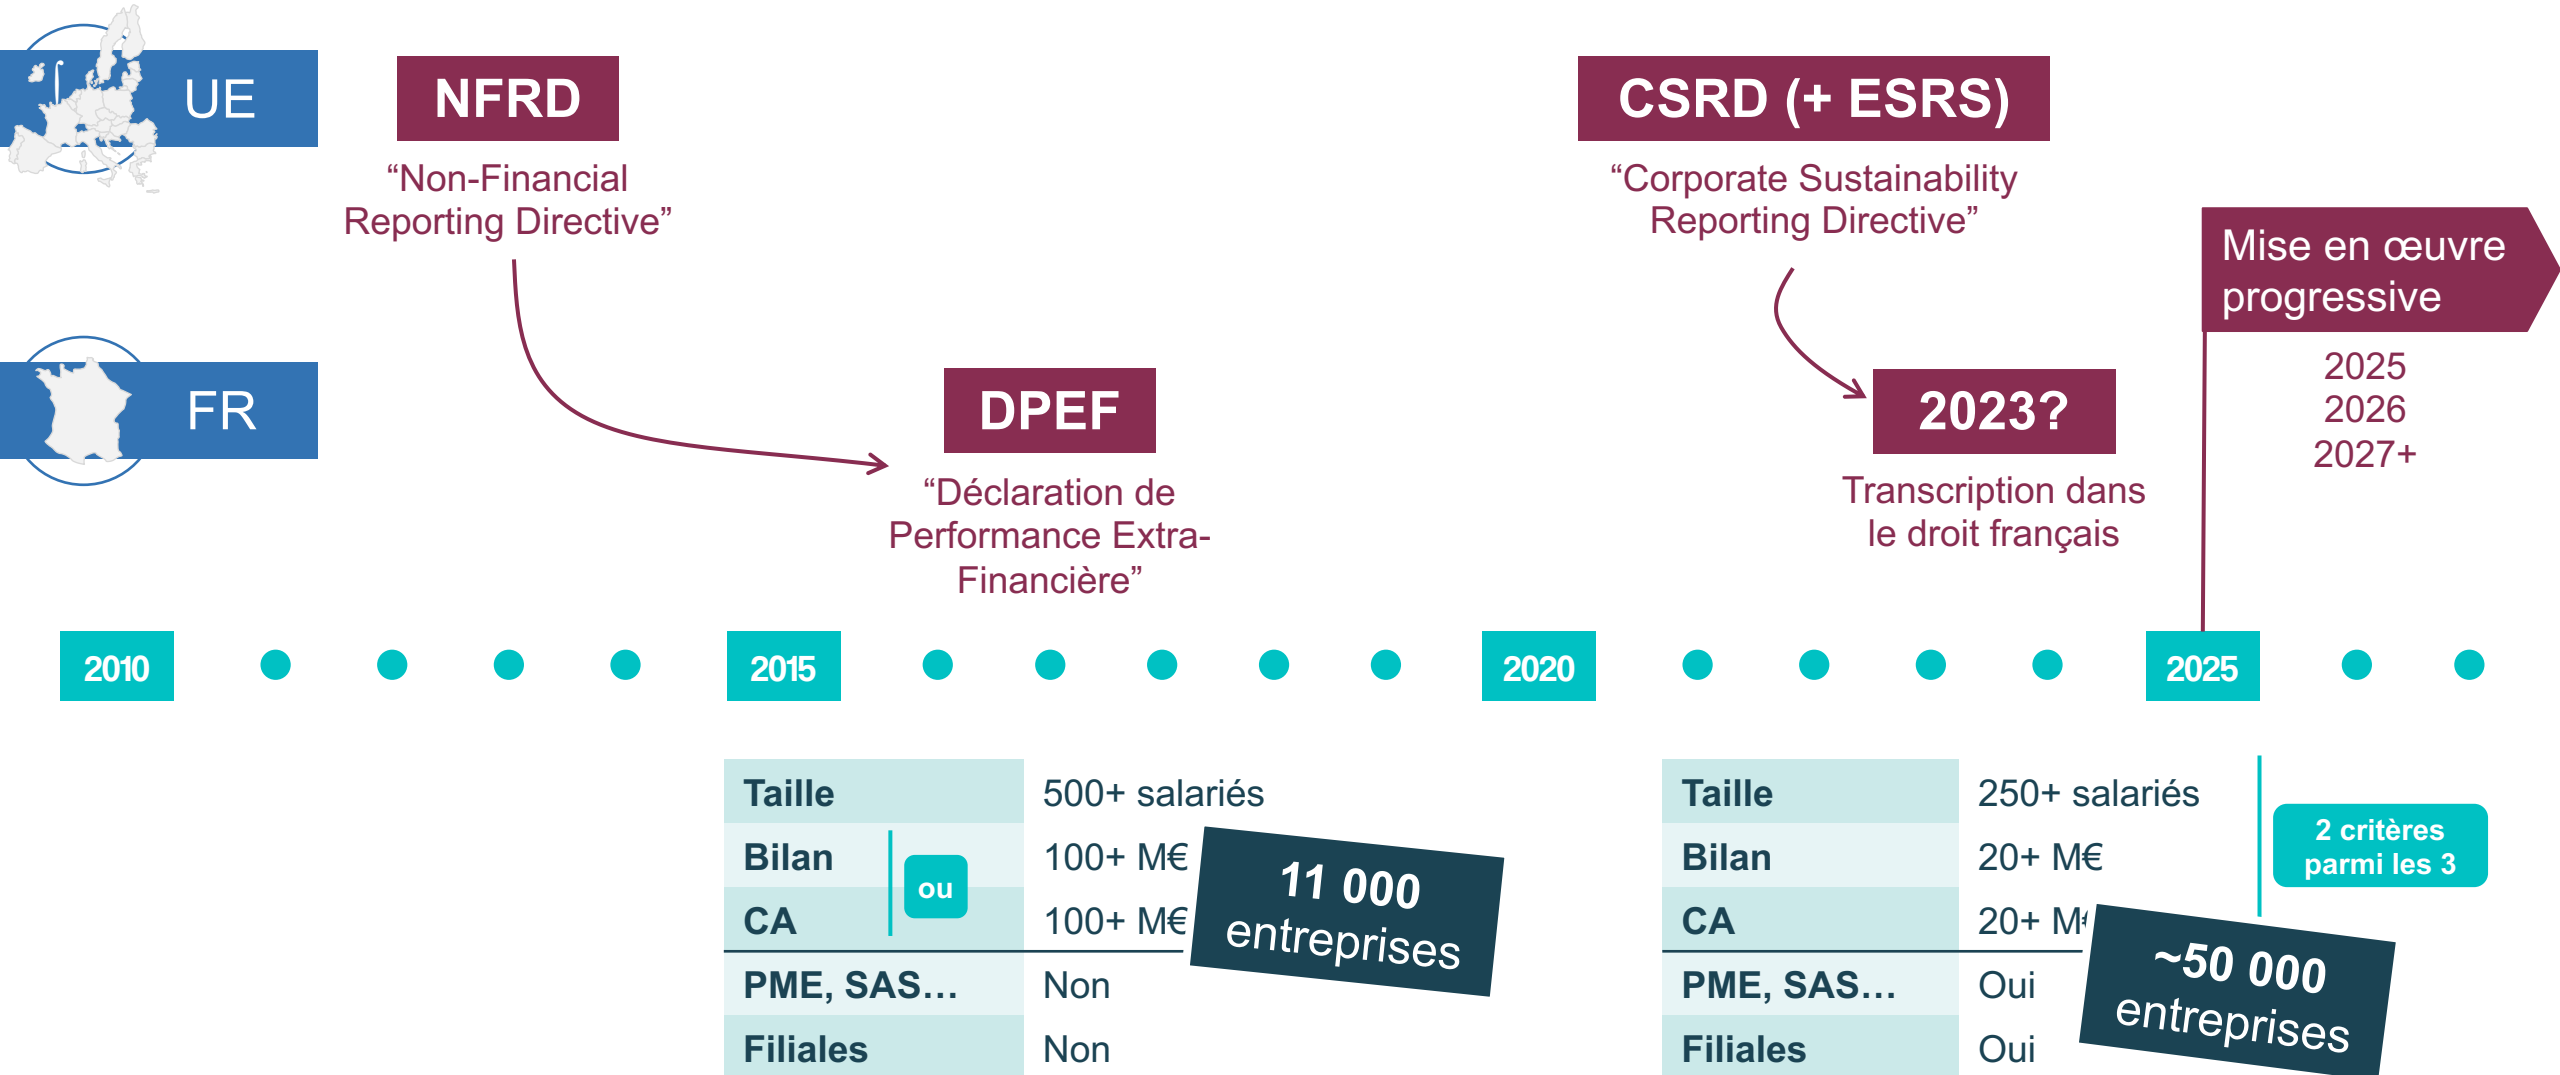 UE
NFRD
“Non-Financial
Reporting Directive”
CSRD (+ ESRS)
“Corporate Sustainability
Reporting Directive”
Mise en œuvre
progressive
2025
2026
2027+
FR
DPEF
“Déclaration de
Performance Extra-
Financière”
2023?
Transcription dans
le droit français
2010
2015
2020
2025
Taille 500+ salariés
Bilan 100+ M€
ou
CA 100+ M€
PME, SAS… Non
Filiales Non
11 000
entreprises
Taille 250+ salariés
Bilan 20+ M€
CA 20+ M€
PME, SAS… Oui
Filiales Oui
2 critères
parmi les 3
~50 000
entreprises